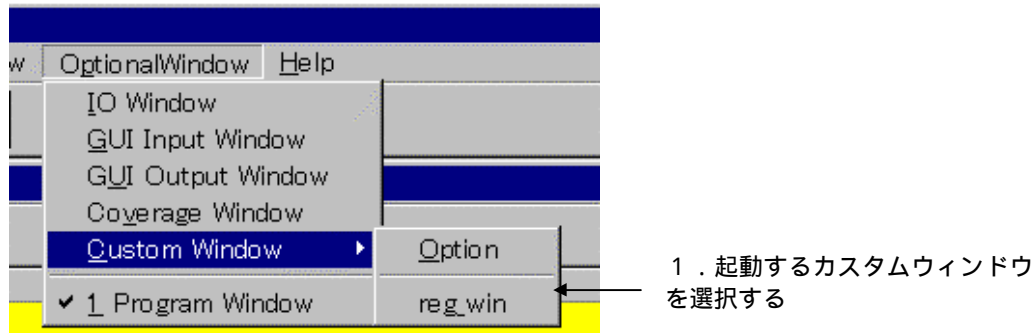 w OptionalWindow Help
IO Window
GUI Input Window
GUI Output Window
Coverage Window
Custom Window
Option
✔ 1 Program Window
reg_win
１．起動するカスタムウィンドウ
を選択する